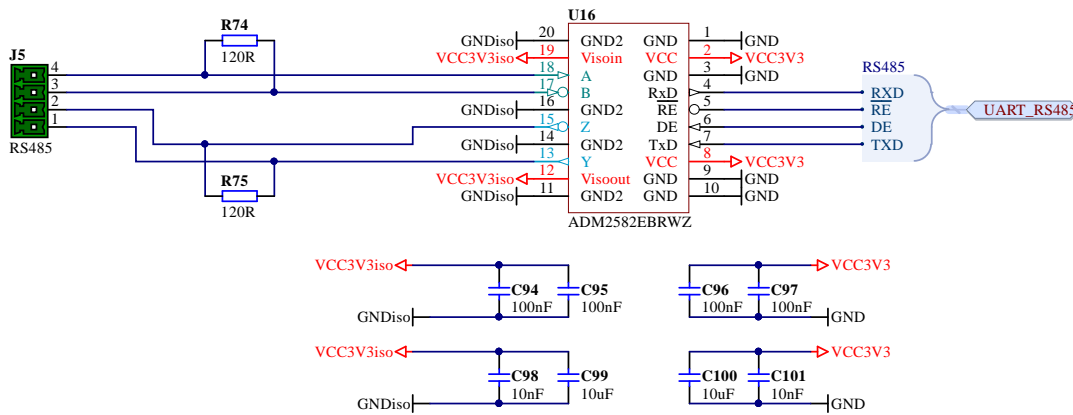 U16
R74
120R
J5
4
3
2
1
RS485
R75
120R
GNDiso 20 GND2 GND 1 GND
VCC3V3iso 19 Visoin VCC 2 VCC3V3
18 A GND 3 GND
17 B RxD 4
GNDiso 16 GND2 RE 5
15 Z DE 6
GNDiso 14 GND2 TxD 7
13 Y VCC 8 VCC3V3
VCC3V3iso 12 Visoout GND 9 GND
GNDiso 11 GND2 GND 10 GND
ADM2582EBRWZ
RS485
RXD
RE
DE
TXD
UART_RS485
VCC3V3iso VCC3V3
C94 C95 C96 C97
100nF 100nF 100nF 100nF
GNDiso GND
VCC3V3iso VCC3V3
C98 C99 C100 C101
10nF 10uF 10uF 10nF
GNDiso GND